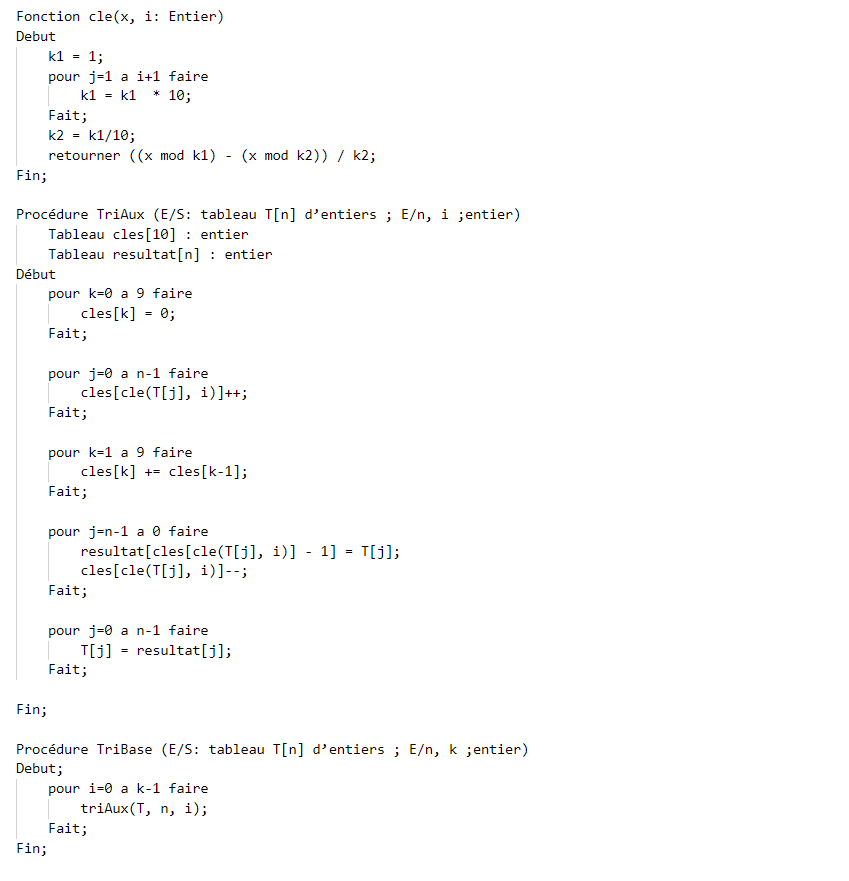 Fonction cle(x, i: Entier)
Debut
k1 = 1;
pour j=1 a i+1 faire
k1 = k1  * 10;
Fait;
k2 = k1/10;
retourner ((x mod k1) - (x mod k2)) / k2;
Fin;
Procédure TriAux (E/S: tableau T[n] d’entiers ; E/n, i ;entier)
Tableau cles[10] : entier
Tableau resultat[n] : entier
Début
pour k=0 a 9 faire
cles[k] = 0;
Fait;
pour j=0 a n-1 faire
cles[cle(T[j], i)]++;
Fait;
pour k=1 a 9 faire
cles[k] += cles[k-1];
Fait;
pour j=n-1 a 0 faire
resultat[cles[cle(T[j], i)] - 1] = T[j];
cles[cle(T[j], i)]--;
Fait;
pour j=0 a n-1 faire
T[j] = resultat[j];
Fait;
Fin;
Procédure TriBase (E/S: tableau T[n] d’entiers ; E/n, k ;entier)
Debut;
pour i=0 a k-1 faire
triAux(T, n, i);
Fait;
Fin;